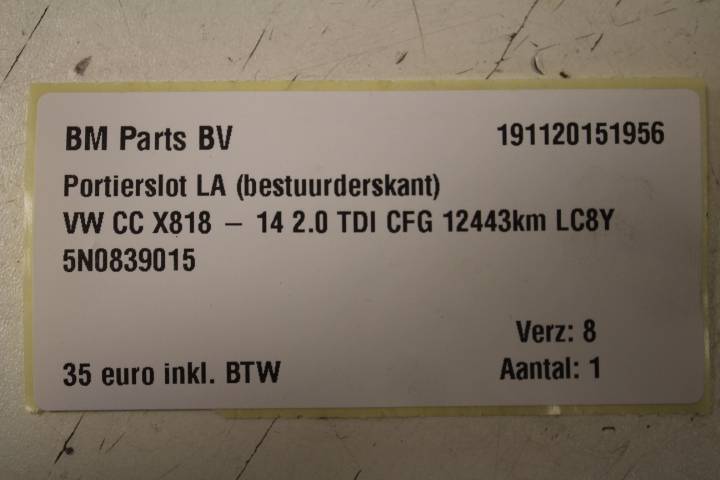 BM Parts BV 191120151956
Portierslot LA (bestuurderskant)
VW CC X818 – 14 2.0 TDI CFG 12443km LC8Y
5N0839015
Verz: 8
35 euro inkl. BTW Aantal: 1